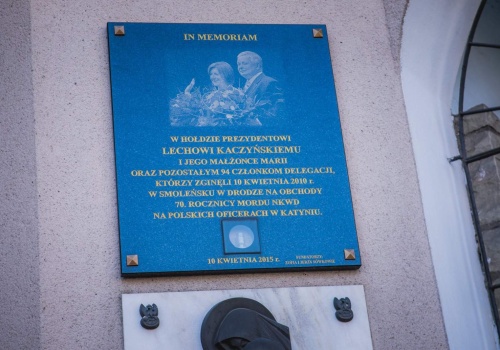 IN MEMORIAM
W HOŁDZIE PREZYDENTOWI
LECHOWI KACZYŃSKIEMU
I JEGO MAŁŻONCE MARII
ORAZ POZOSTAŁYM 94 CZŁONKOM DELEGACJI,
KTÓRZY ZGINĘLI 10 KWIETNIA 2010 r.
W SMOLEŃSKU W DRODZE NA OBCHODY
70. ROCZNICY MORDU NKWD
NA POLSKICH OFICERACH W KATYNIU.
10 KWIETNIA 2015 r.